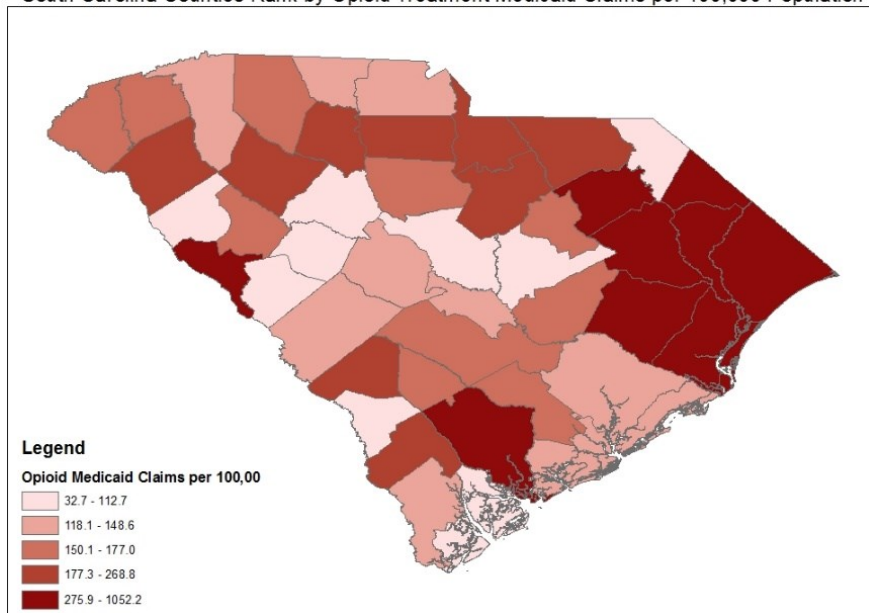 South Carolina Counties Rank by Opioid Treatment Medicaid Claims per 100,000 Population
Legend
Opioid Medicaid Claims per 100,00
32.7 - 112.7
118.1 - 148.6
150.1 - 177.0
177.3 - 268.8
275.9 - 1052.2